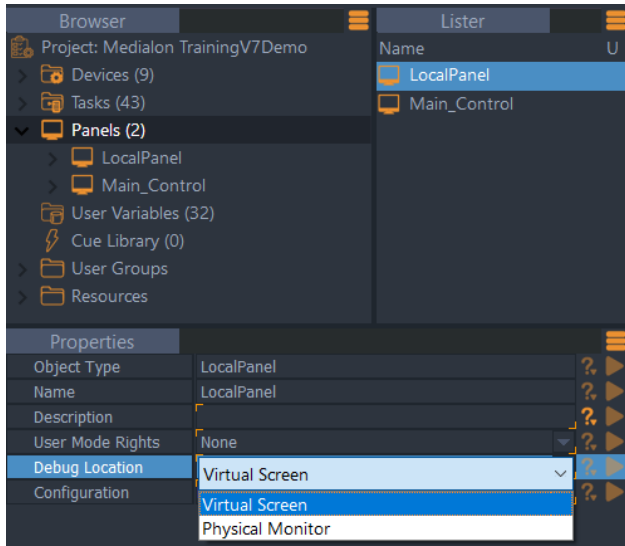 Browser
Project: Medialon TrainingV7Demo
Devices (9)
Tasks (43)
Panels (2)
LocalPanel
Main_Control
User Variables (32)
Cue Library (0)
User Groups
Resources
Lister
Name U
LocalPanel
Main_Control
Properties
Object Type LocalPanel
Name LocalPanel
Description
User Mode Rights None
Debug Location Virtual Screen
Configuration Virtual Screen
Physical Monitor